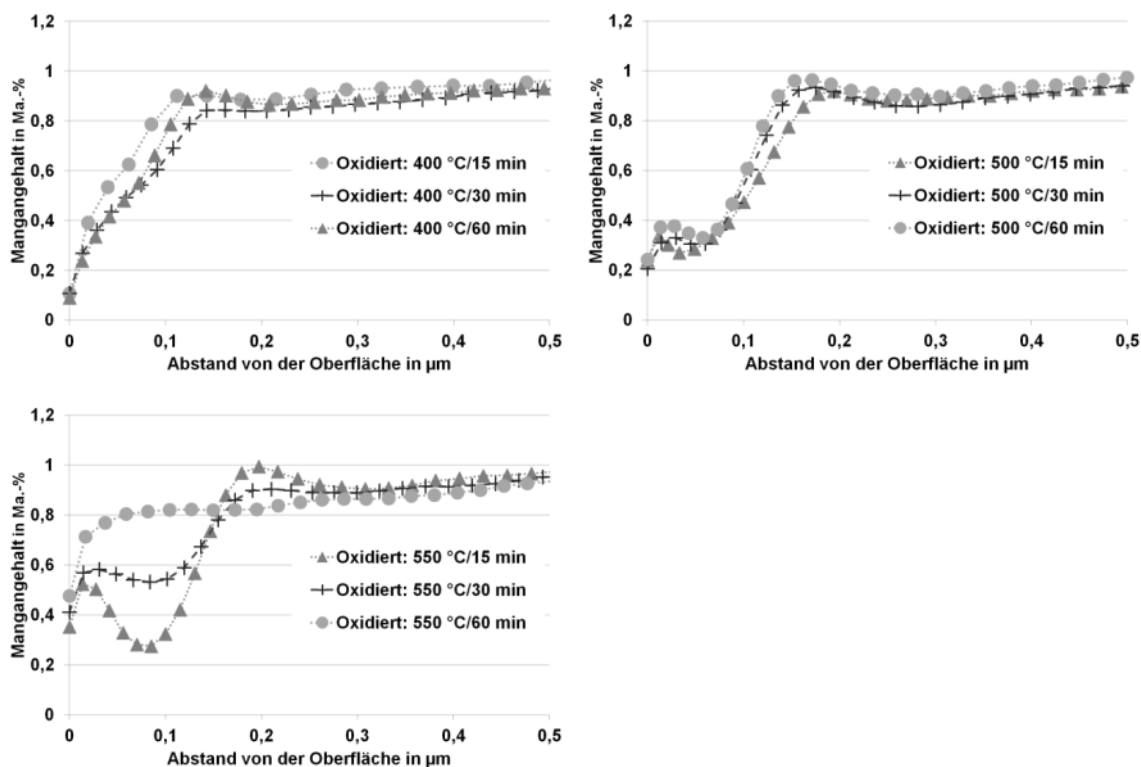 1,2
1
0,8
0,6
0,4
0,2
0
Mangangehalt in Ma.-%
Oxidiert: 400 °C/15 min
Oxidiert: 400 °C/30 min
Oxidiert: 400 °C/60 min
0 0,1 0,2 0,3 0,4 0,5
Abstand von der Oberfläche in µm
1,2
1
0,8
0,6
0,4
0,2
0
Mangangehalt in Ma.-%
Oxidiert: 500 °C/15 min
Oxidiert: 500 °C/30 min
Oxidiert: 500 °C/60 min
0 0,1 0,2 0,3 0,4 0,5
Abstand von der Oberfläche in µm
1,2
1
0,8
0,6
0,4
0,2
0
Mangangehalt in Ma.-%
Oxidiert: 550 °C/15 min
Oxidiert: 550 °C/30 min
Oxidiert: 550 °C/60 min
0 0,1 0,2 0,3 0,4 0,5
Abstand von der Oberfläche in µm